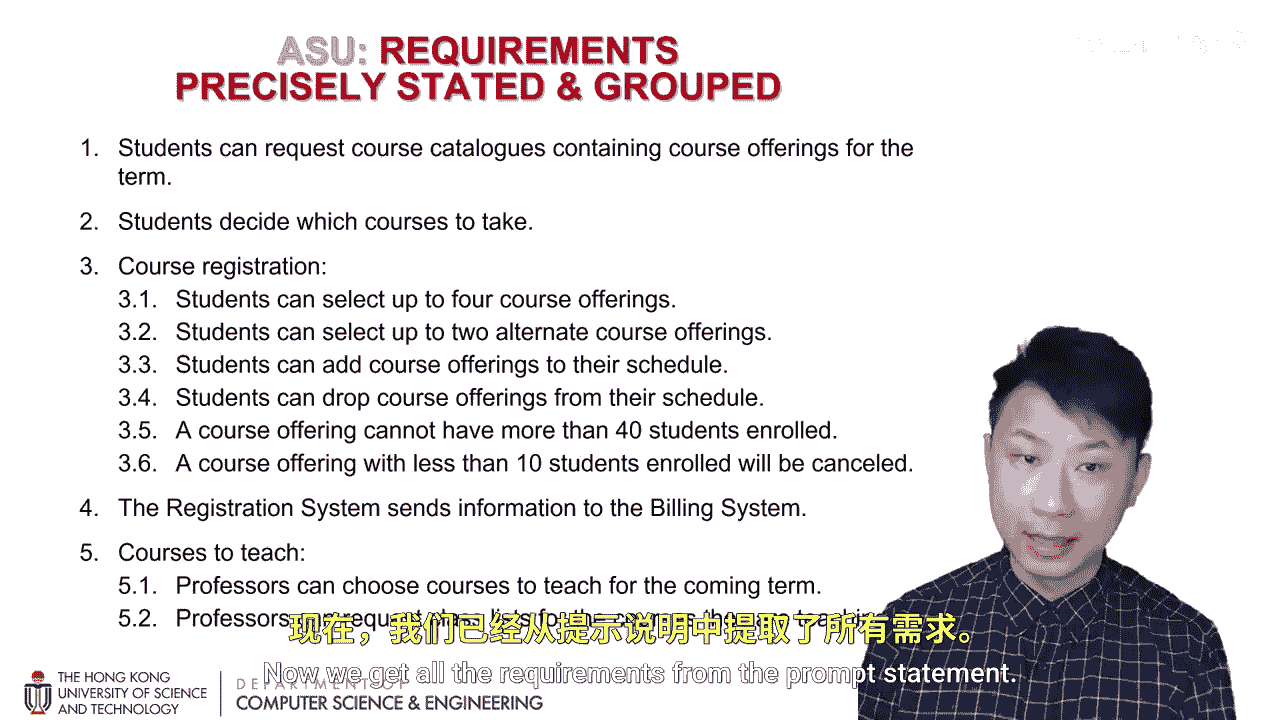 ASU: REQUIREMENTS
PRECISELY STATED & GROUPED
1. Students can request course catalogues containing course offerings for the
term.
2. Students decide which courses to take.
3. Course registration:
3.1. Students can select up to four course offerings.
3.2. Students can select up to two alternate course offerings.
3.3. Students can add course offerings to their schedule.
3.4. Students can drop course offerings from their schedule.
3.5. A course offering cannot have more than 40 students enrolled.
3.6. A course offering with less than 10 students enrolled will be canceled.
4. The Registration System sends information to the Billing System.
5. Courses to teach:
5.1. Professors can choose courses to teach for the coming term.
5.2. Professors
现在，我们已经从提示说明中提取了所有需求。
Now we get all the requirements from the prompt statement.
THE HONG KONG
UNIVERSITY OF SCIENCE
AND TECHNOLOGY
DEPARTMENT OF
COMPUTER SCIENCE & ENGINEERING